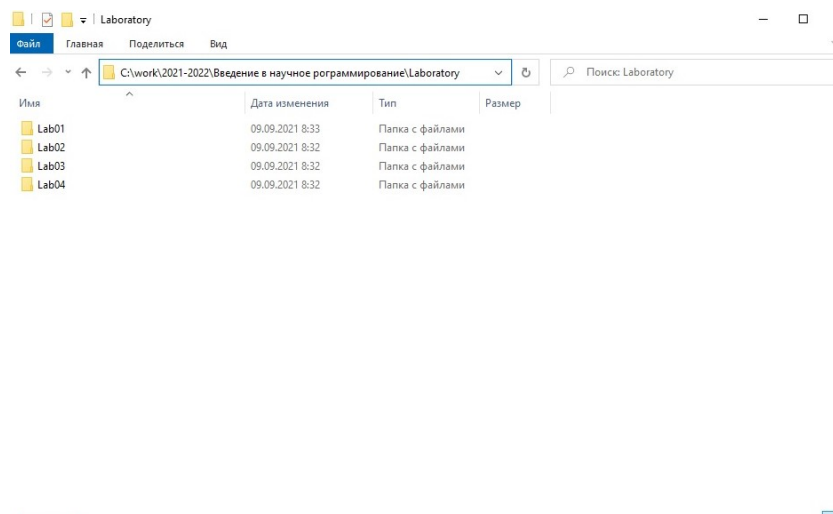 Laboratory
Файл Главная Поделиться Вид
C:\work\2021-2022\Введение в научное рограммирование\Laboratory Поиск: Laboratory
Имя Дата изменения Тип Размер
Lab01 09.09.2021 8:33 Папка с файлами
Lab02 09.09.2021 8:32 Папка с файлами
Lab03 09.09.2021 8:32 Папка с файлами
Lab04 09.09.2021 8:32 Папка с файлами